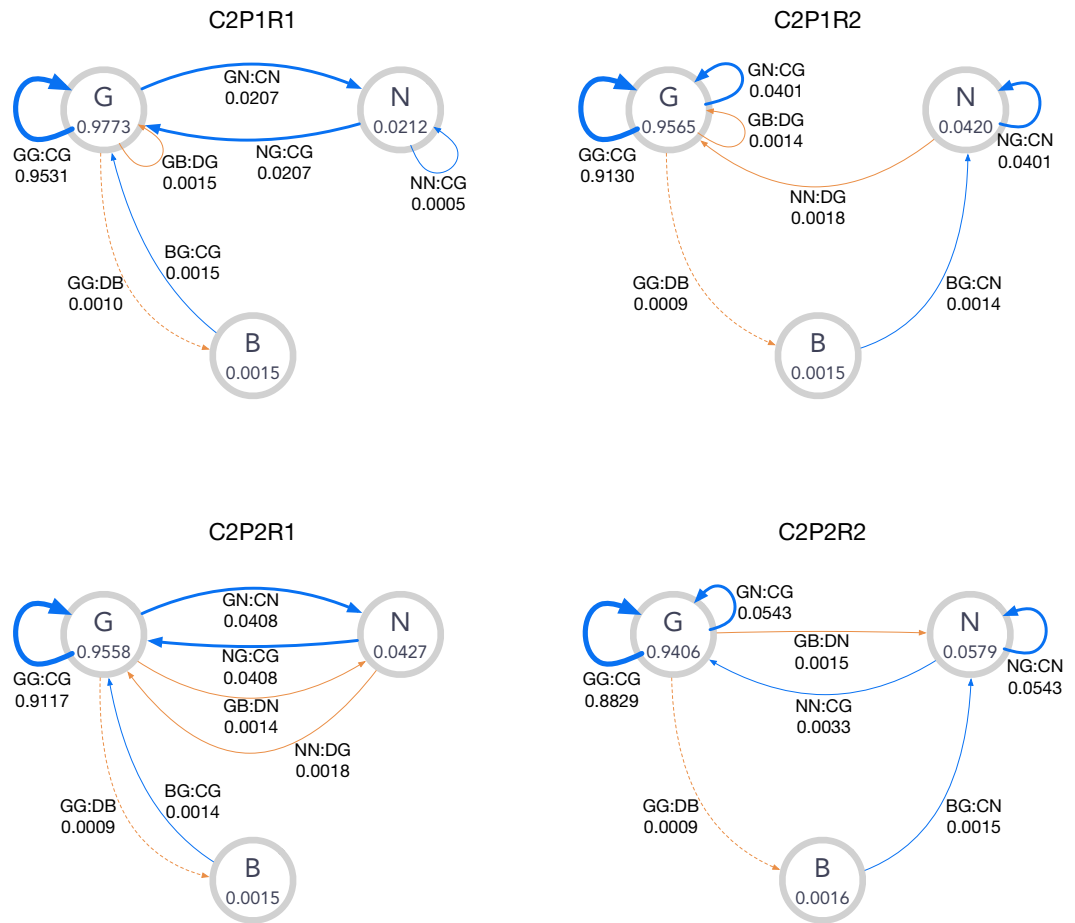 C2P1R1
G
0.9773
N
0.0212
GN:CN
0.0207
NG:CG
0.0207
GG:CG
0.9531
GB:DG
0.0015
NN:CG
0.0005
BG:CG
0.0015
GG:DB
0.0010
B
0.0015
C2P1R2
G
0.9565
GN:CG
0.0401
GB:DG
0.0014
N
0.0420
NG:CN
0.0401
GG:CG
0.9130
NN:DG
0.0018
GG:DB
0.0009
BG:CN
0.0014
B
0.0015
C2P2R1
G
0.9558
GN:CN
0.0408
N
0.0427
NG:CG
0.0408
GG:CG
0.9117
GB:DN
0.0014
NN:DG
0.0018
BG:CG
0.0014
GG:DB
0.0009
B
0.0015
C2P2R2
GN:CG
0.0543
G
0.9406
GB:DN
0.0015
N
0.0579
NG:CN
0.0543
GG:CG
0.8829
NN:CG
0.0033
GG:DB
0.0009
BG:CN
0.0015
B
0.0016